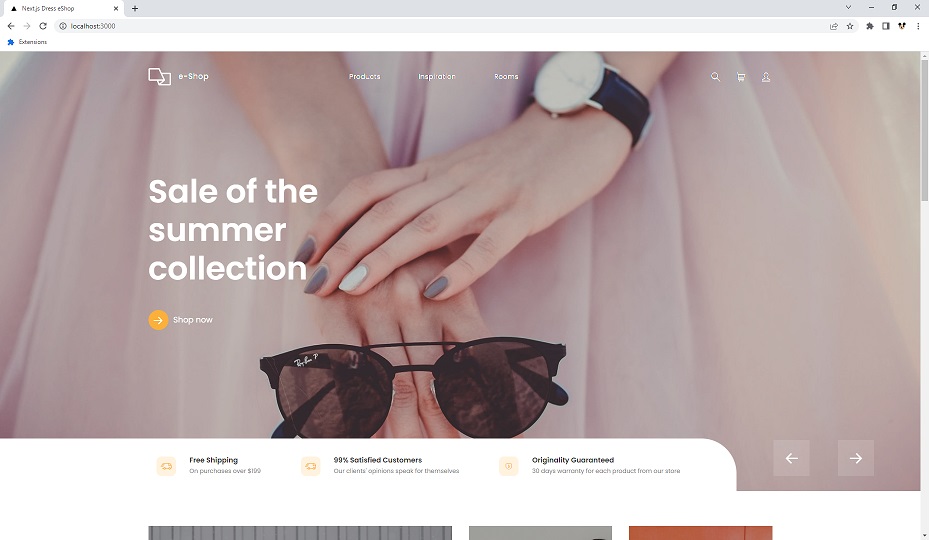 Next.js Dress eShop
localhost:3000
Extensions
e-Shop
Products
Inspiration
Rooms
Sale of the
summer
collection
Shop now
Ray-Ban P
Free Shipping
On purchases over $199
99% Satisfied Customers
Our clients' opinions speak for themselves
Originality Guaranteed
30 days warranty for each product from our store